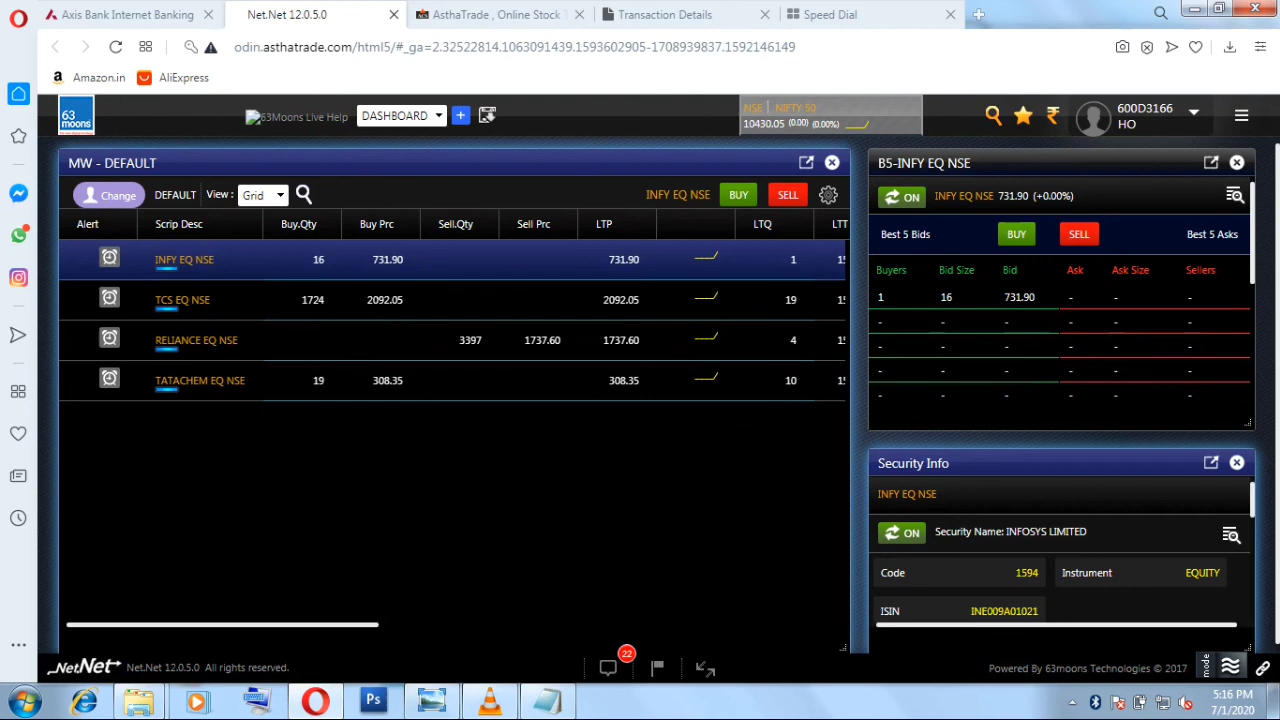 Axis Bank Internet Banking
Net.Net 12.0.5.0
AsthaTrade , Online Stock T
Transaction Details
Speed Dial
odin.asthatrade.com/html5/#_ga=2.32522814.1063091439.1593602905-1708939837.1592146149
Amazon.in
AliExpress
63 moons
63Moons Live Help
DASHBOARD
NSE | NIFTY 50
10430.05 (0.00) (0.00%)
600D3166
HO
MW - DEFAULT
Change DEFAULT View : Grid
INFY EQ NSE BUY SELL
Alert Scrip Desc Buy.Qty Buy Prc Sell.Qty Sell Prc LTP LTQ LTT
INFY EQ NSE 16 731.90 731.90 1 15
TCS EQ NSE 1724 2092.05 2092.05 19 15
RELIANCE EQ NSE 3397 1737.60 1737.60 4 15
TATACHEM EQ NSE 19 308.35 308.35 10 15
B5-INFY EQ NSE
ON INFY EQ NSE 731.90 (+0.00%)
Best 5 Bids BUY SELL Best 5 Asks
Buyers Bid Size Bid Ask Ask Size Sellers
1 16 731.90 - - -
- - - - - -
- - - - - -
- - - - - -
- - - - - -
Security Info
INFY EQ NSE
ON Security Name: INFOSYS LIMITED
Code 1594 Instrument EQUITY
ISIN INE009A01021
Net.Net Net.Net 12.0.5.0 All rights reserved.
22
Powered By 63moons Technologies © 2017
mode
Ps
5:16 PM
7/1/2020